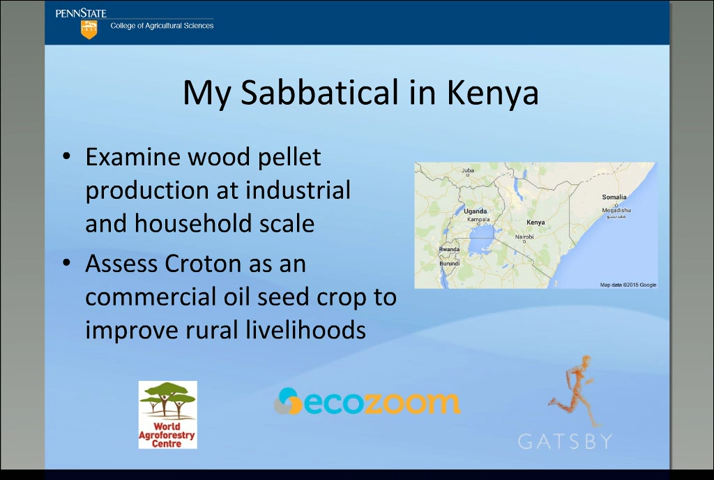 PENNSTATE
College of Agricultural Sciences
My Sabbatical in Kenya
• Examine wood pellet
production at industrial
and household scale
• Assess Croton as an
commercial oil seed crop to
improve rural livelihoods
Juba
Somalia
Mogadishu
Uganda
Kampala
Kenya
Nairobi
Rwanda
Burundi
Map data ©2015 Google
World
Agroforestry
Centre
ecozoom
GATSBY